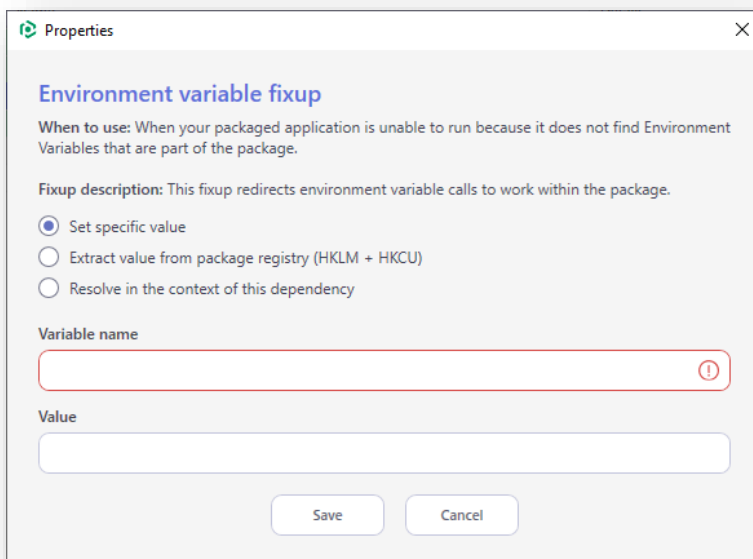 Properties
Environment variable fixup
When to use: When your packaged application is unable to run because it does not find Environment
Variables that are part of the package.
Fixup description: This fixup redirects environment variable calls to work within the package.
Set specific value
Extract value from package registry (HKLM + HKCU)
Resolve in the context of this dependency
Variable name
Value
Save
Cancel